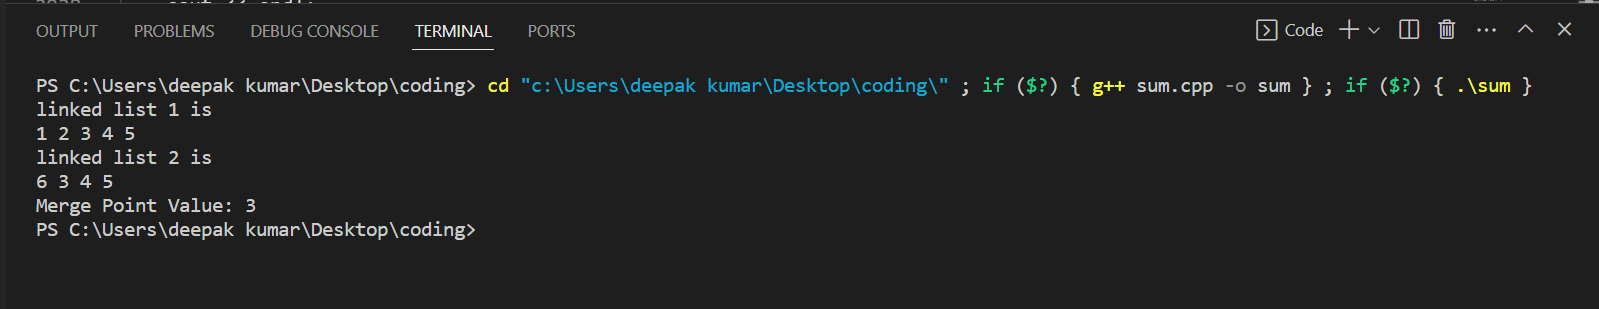 OUTPUT PROBLEMS DEBUG CONSOLE TERMINAL PORTS Code
PS C:\Users\deepak kumar\Desktop\coding> cd "c:\Users\deepak kumar\Desktop\coding\" ; if ($?) { g++ sum.cpp -o sum } ; if ($?) { .\sum }
linked list 1 is
1 2 3 4 5
linked list 2 is
6 3 4 5
Merge Point Value: 3
PS C:\Users\deepak kumar\Desktop\coding>